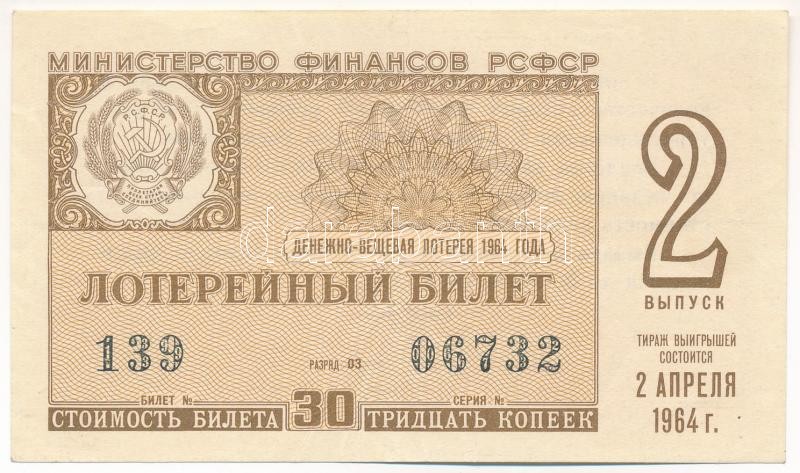 МИНИСТЕРСТВО ФИНАНСОВ РСФСР
Р.С.Ф.С.Р.
ДЕНЕЖНО-ВЕЩЕВАЯ ЛОТЕРЕЯ 1964 ГОДА
ЛОТЕРЕЙНЫЙ БИЛЕТ
139 РАЗРЯД 03 06732
БИЛЕТ № СЕРИЯ №
СТОИМОСТЬ БИЛЕТА 30 ТРИДЦАТЬ КОПЕЕК
2
ВЫПУСК
ТИРАЖ ВЫИГРЫШЕЙ
СОСТОИТСЯ
2 АПРЕЛЯ
1964 г.
darabanth